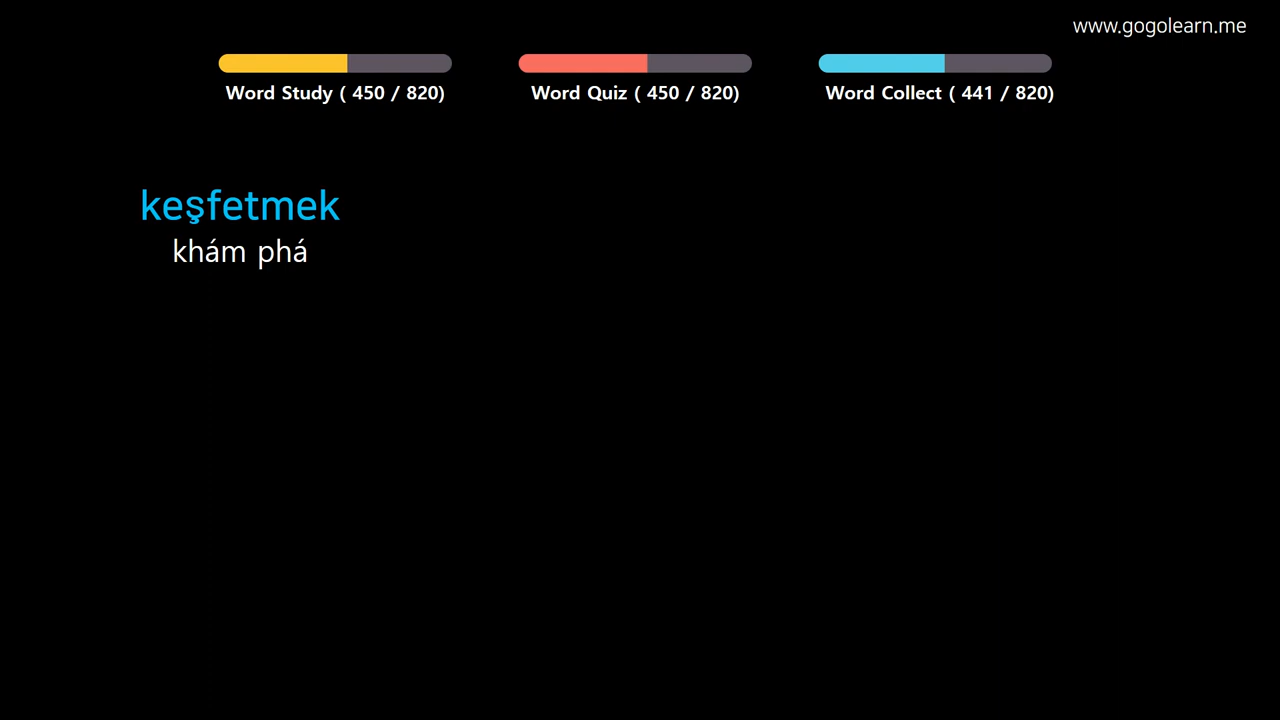 www.gogolearn.me
Word Study ( 450 / 820)
Word Quiz ( 450 / 820)
Word Collect ( 441 / 820)
keşfetmek
khám phá